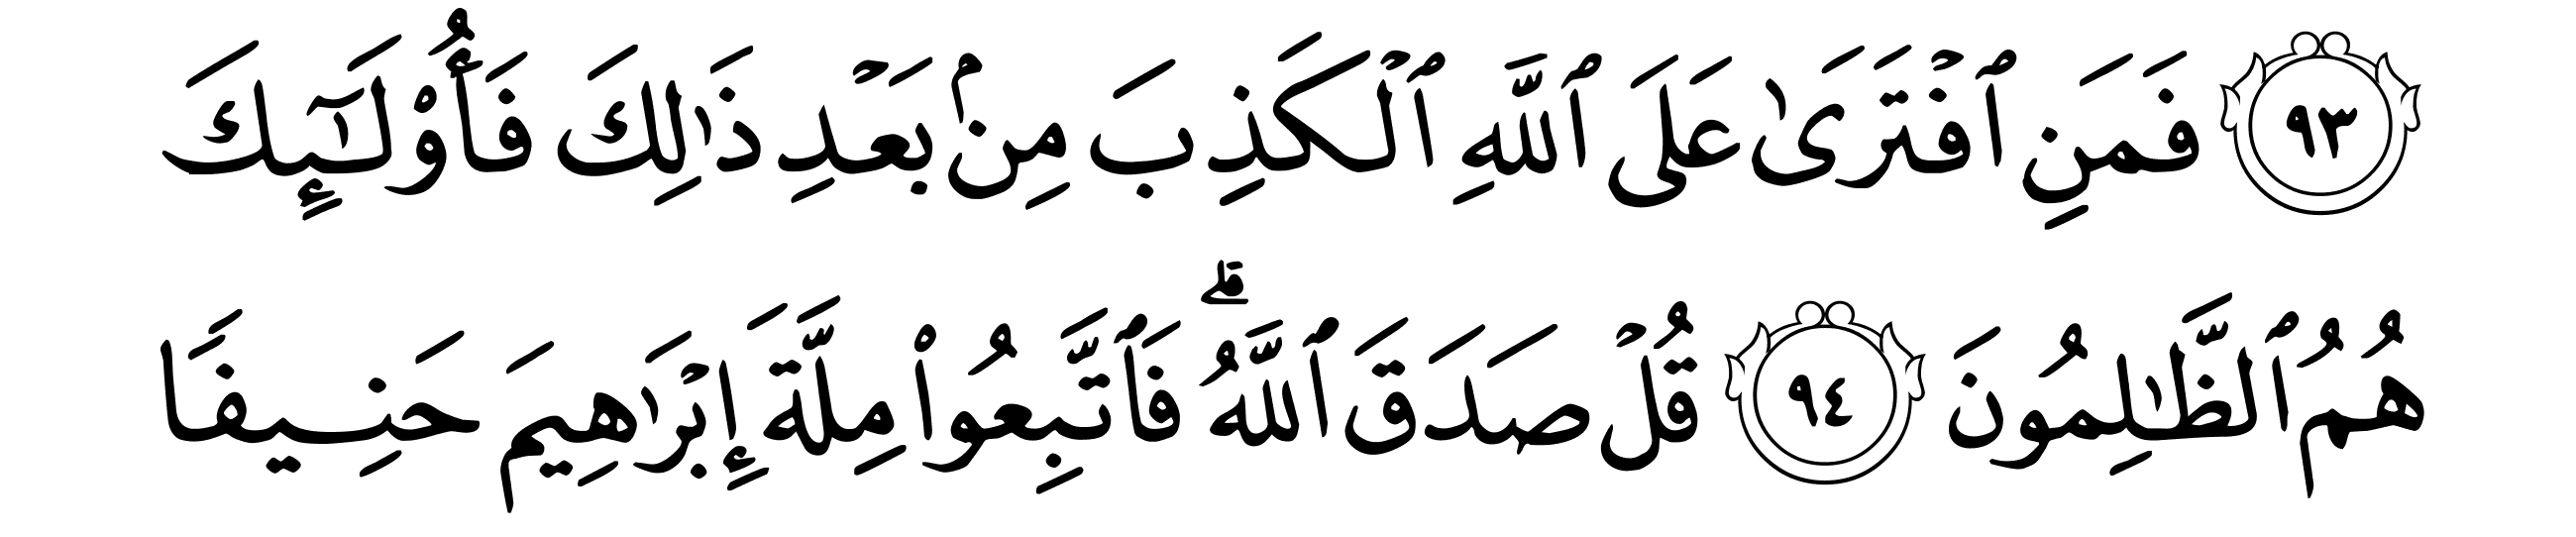 ٩٣ فَمَنِ ٱفۡتَرَىٰ عَلَى ٱللَّهِ ٱلۡكَذِبَ مِنۢ بَعۡدِ ذَٰلِكَ فَأُوْلَـٰٓئِكَ
هُمُ ٱلظَّـٰلِمُونَ ٩٤ قُلۡ صَدَقَ ٱللَّهُۗ فَٱتَّبِعُواْ مِلَّةَ إِبۡرَٰهِيمَ حَنِيفًا